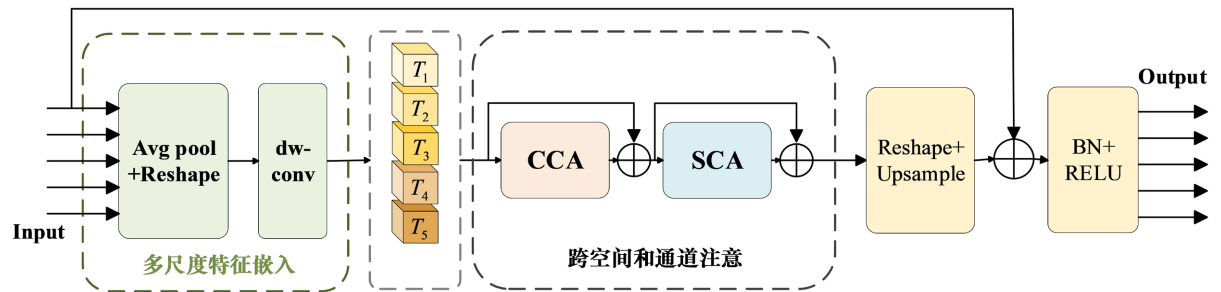 Input
Avg pool
+Reshape
dw-
conv
多尺度特征嵌入
T1
T2
T3
T4
T5
CCA
SCA
跨空间和通道注意
Reshape+
Upsample
BN+
RELU
Output